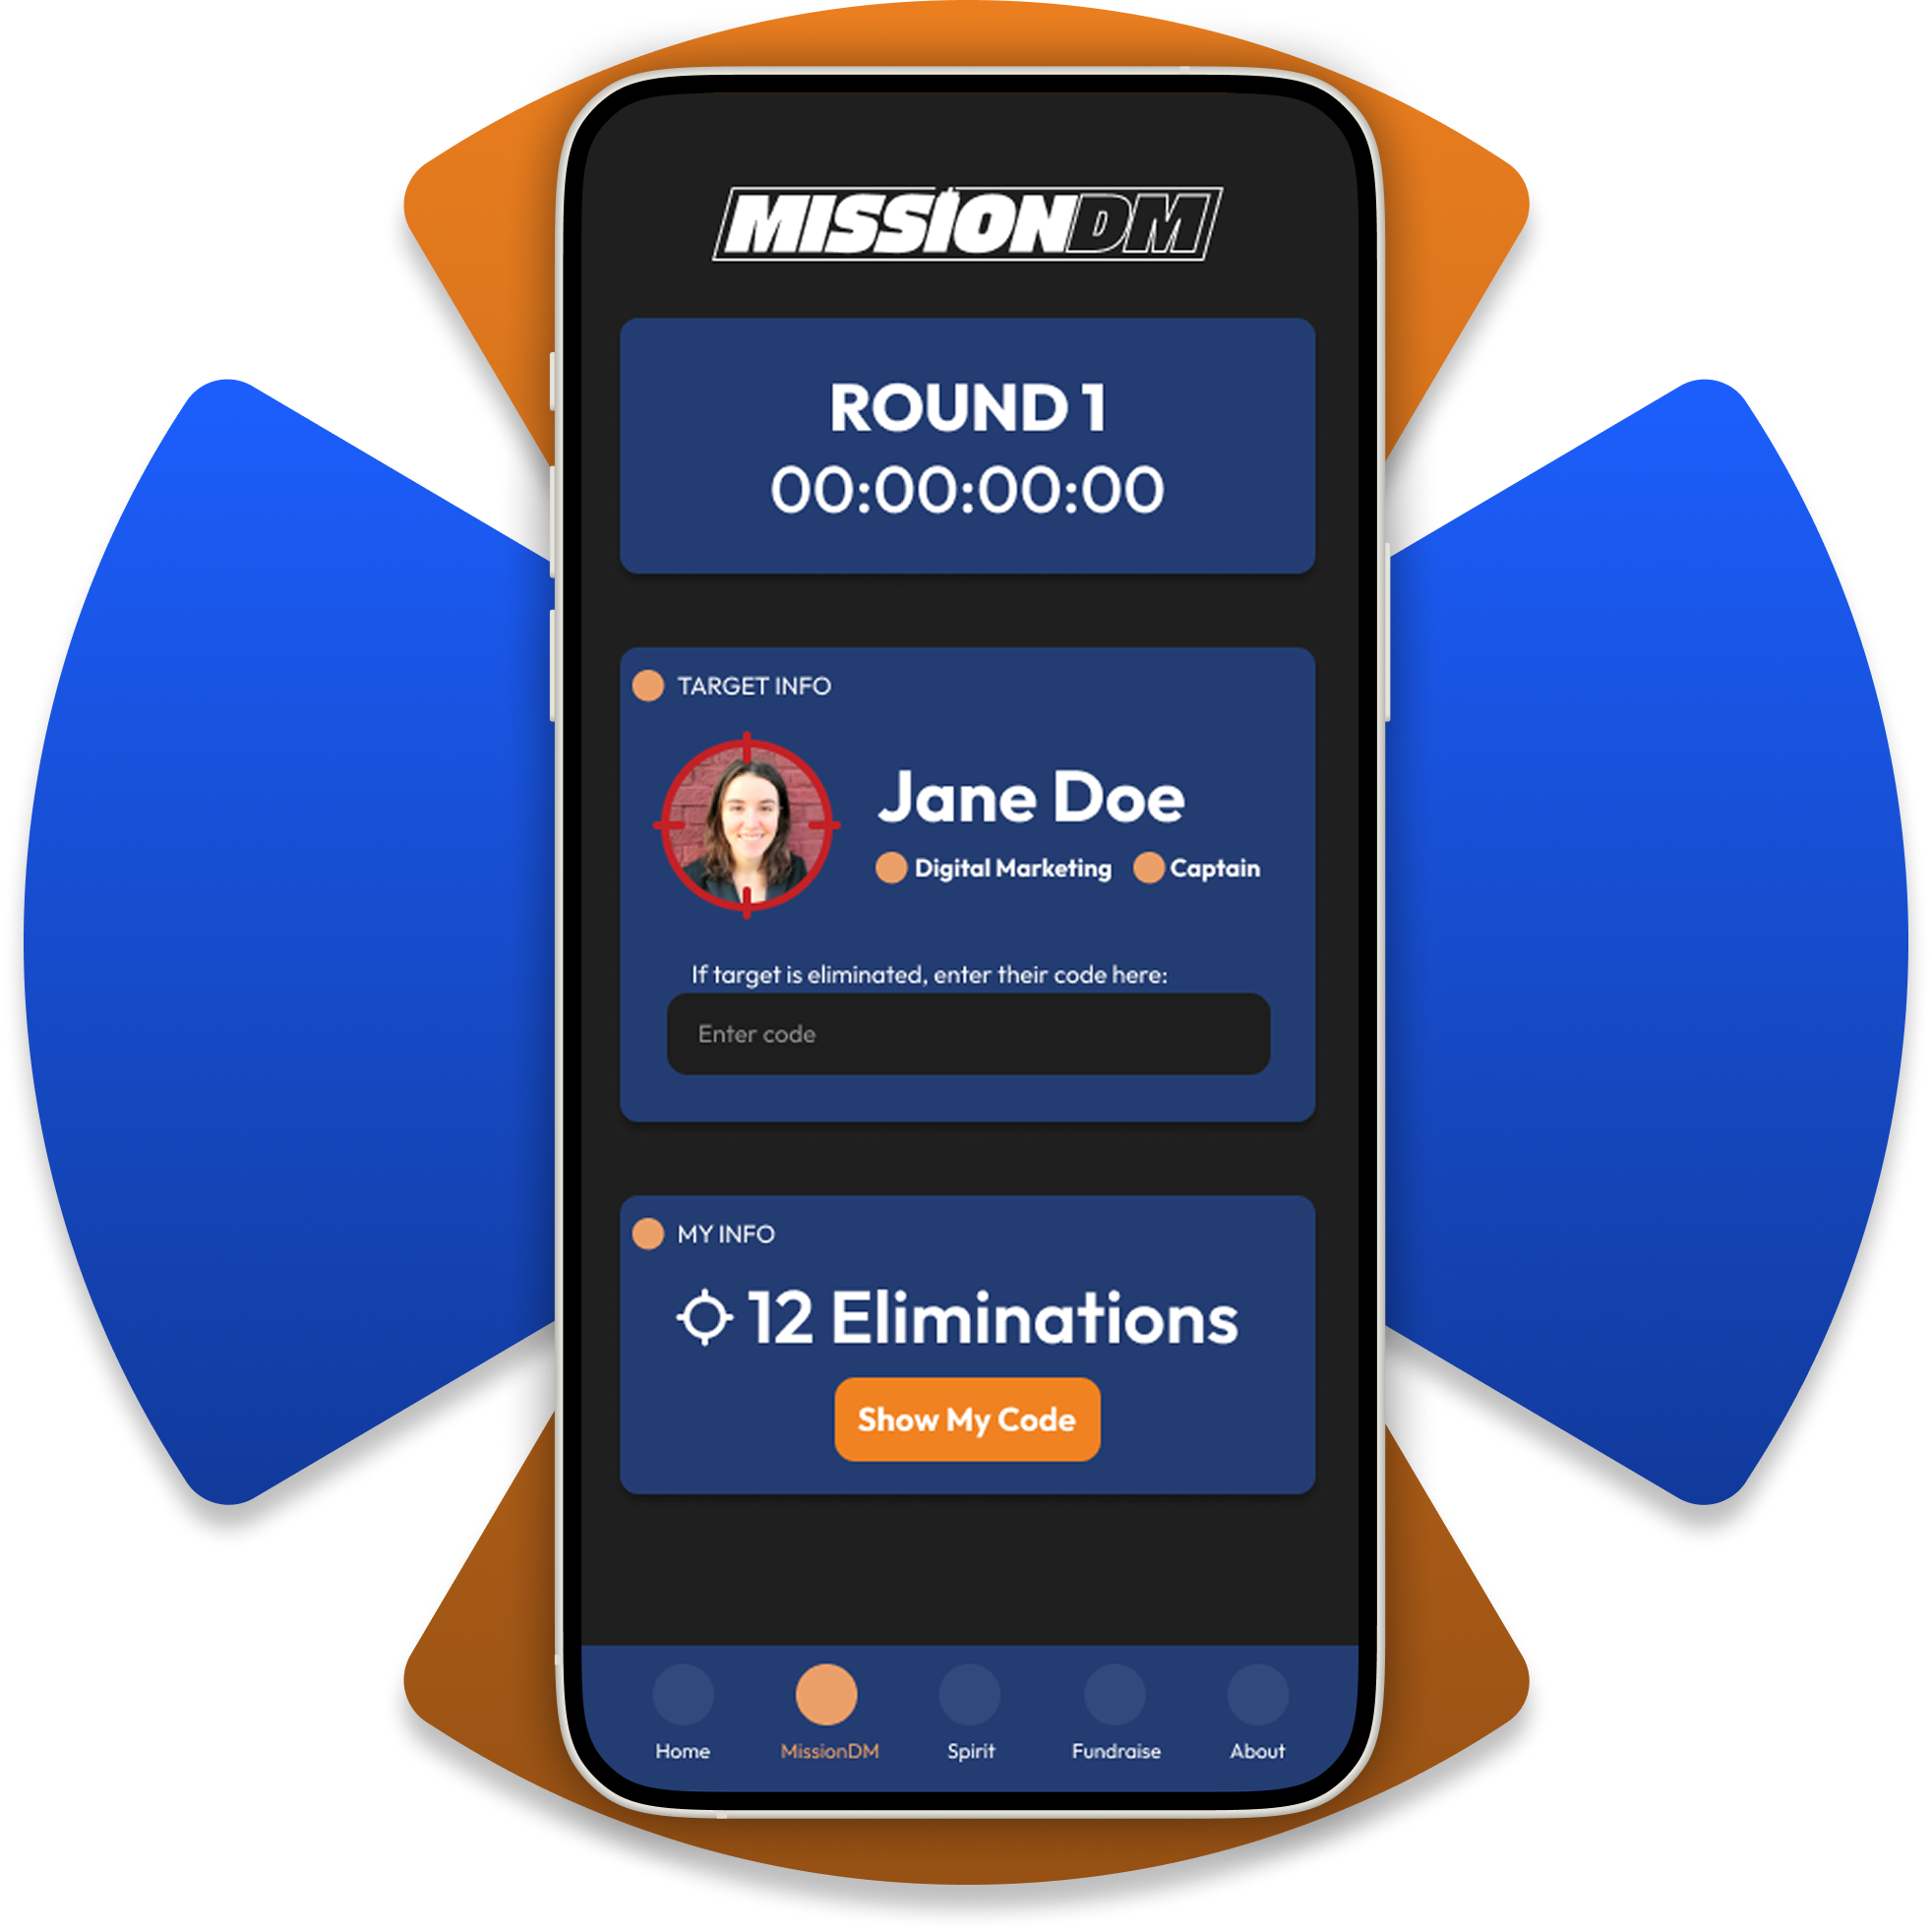 MISSIONDM
ROUND 1
00:00:00:00
TARGET INFO
Jane Doe
Digital Marketing Captain
If target is eliminated, enter their code here:
Enter code
MY INFO
12 Eliminations
Show My Code
Home MissionDM Spirit Fundraise About